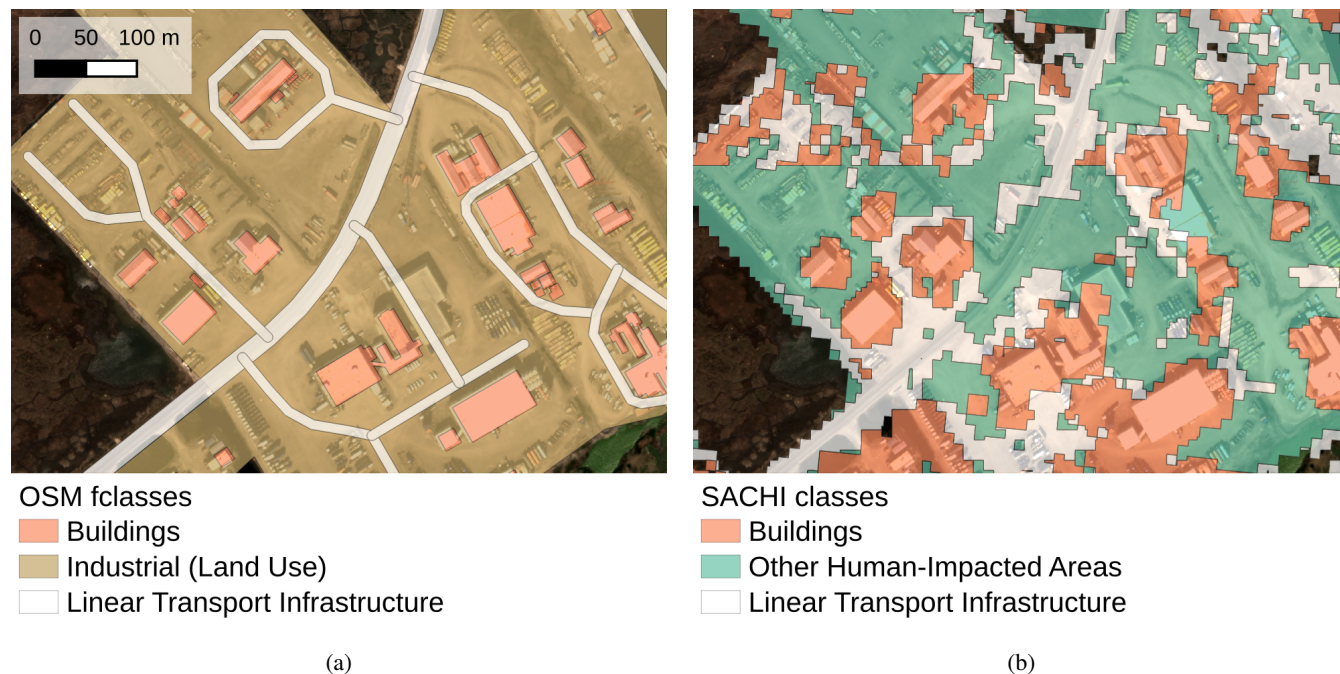 0 50 100 m
OSM fclasses
Buildings
Industrial (Land Use)
Linear Transport Infrastructure
(a)
SACHI classes
Buildings
Other Human-Impacted Areas
Linear Transport Infrastructure
(b)